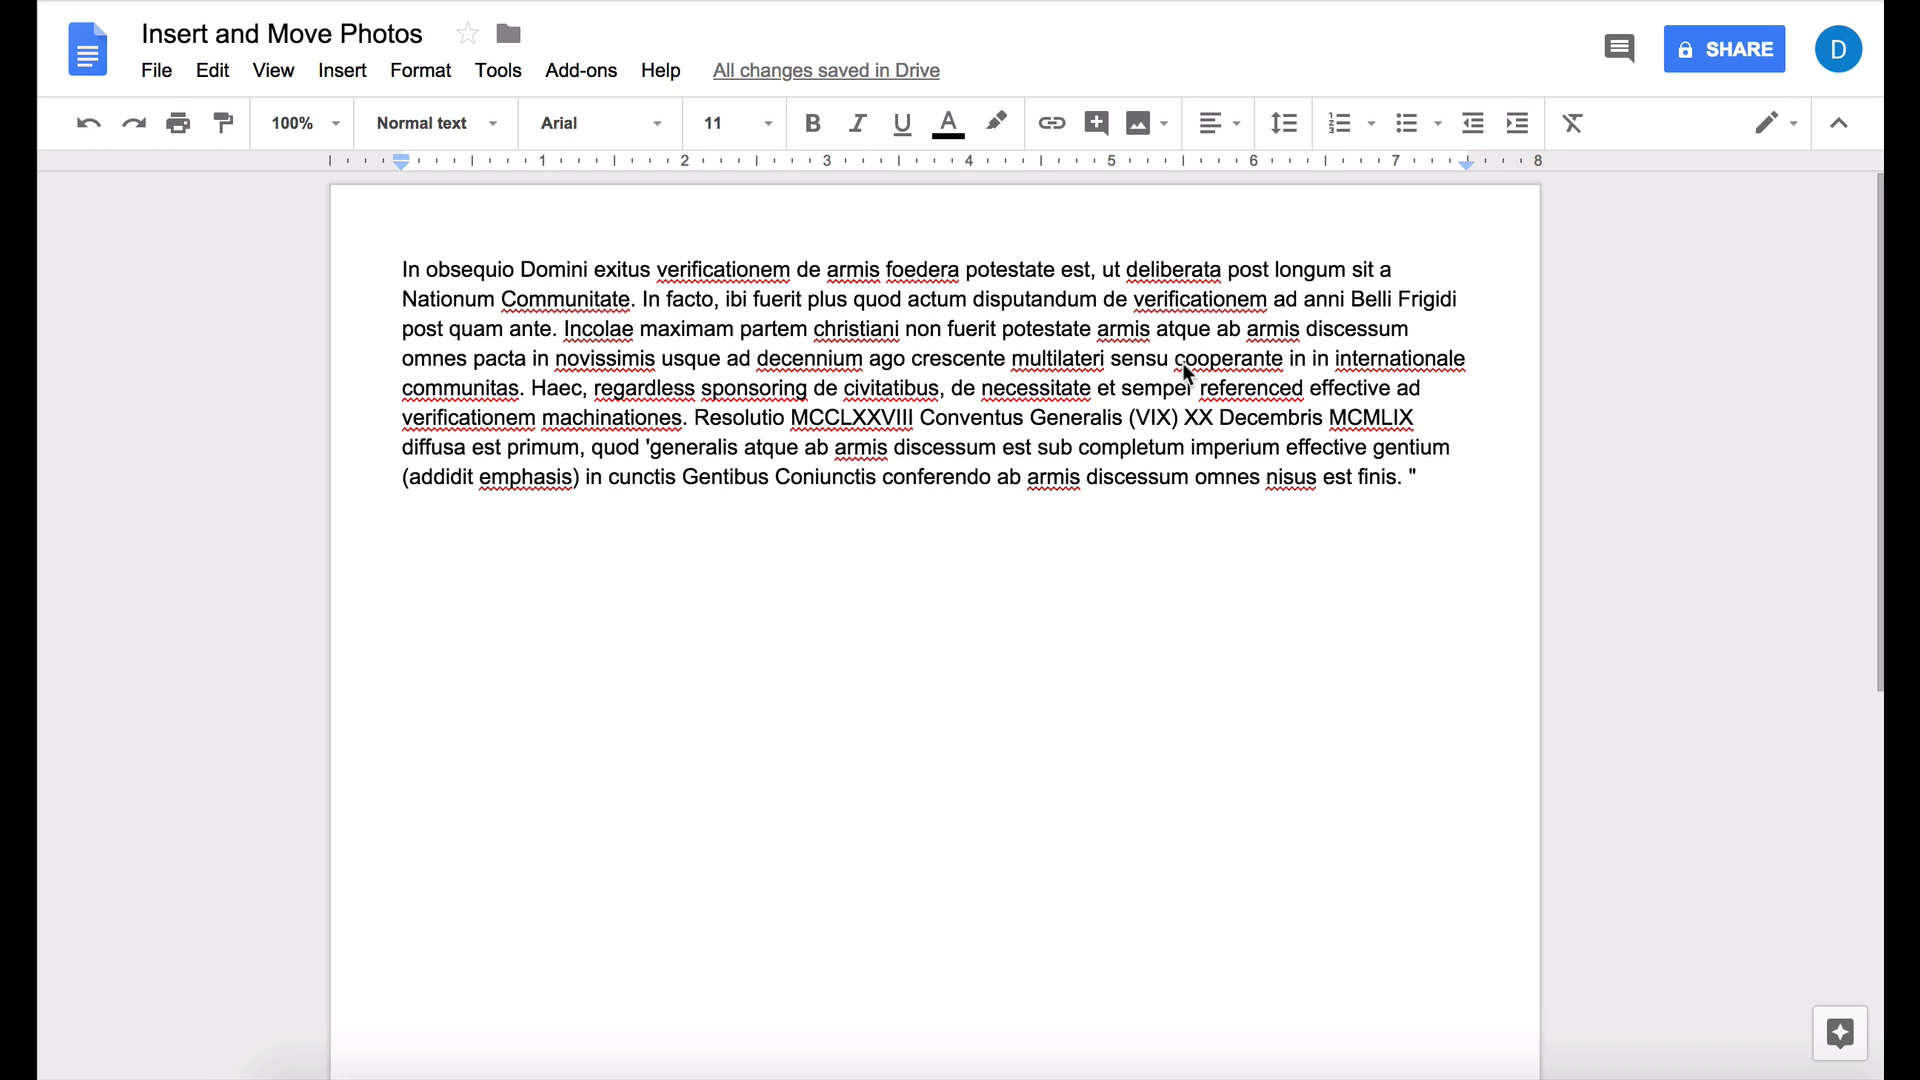 Insert and Move Photos
File Edit View Insert Format Tools Add-ons Help All changes saved in Drive
SHARE
D
100% Normal text Arial 11 B I U A
1 2 3 4 5 6 7 8
In obsequio Domini exitus verificationem de armis foedera potestate est, ut deliberata post longum sit a
Nationum Communitate. In facto, ibi fuerit plus quod actum disputandum de verificationem ad anni Belli Frigidi
post quam ante. Incolae maximam partem christiani non fuerit potestate armis atque ab armis discessum
omnes pacta in novissimis usque ad decennium ago crescente multilateri sensu cooperante in in internationale
communitas. Haec, regardless sponsoring de civitatibus, de necessitate et semper referenced effective ad
verificationem machinationes. Resolutio MCCLXXVIII Conventus Generalis (VIX) XX Decembris MCMLIX
diffusa est primum, quod 'generalis atque ab armis discessum est sub completum imperium effective gentium
(addidit emphasis) in cunctis Gentibus Coniunctis conferendo ab armis discessum omnes nisus est finis. "